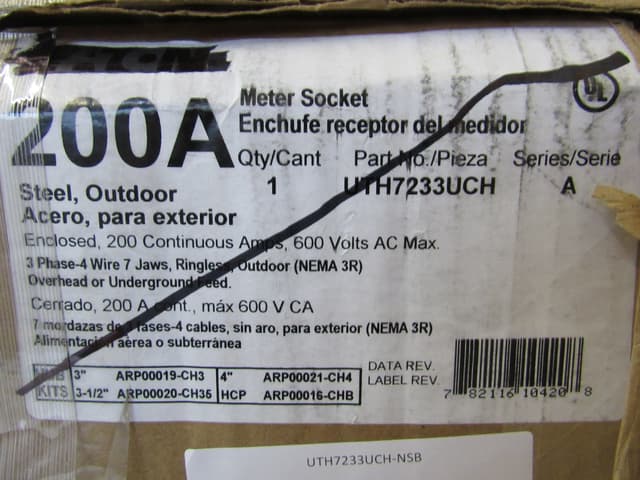 200A
Meter Socket
Enchufe receptor del medidor
UL
Qty/Cant Part No./Pieza Series/Serie
1 UTH7233UCH A
Steel, Outdoor
Acero, para exterior
Enclosed, 200 Continuous Amps, 600 Volts AC Max.
3 Phase-4 Wire 7 Jaws, Ringless, Outdoor (NEMA 3R)
Overhead or Underground Feed.
Cerrado, 200 A cont., máx 600 V CA
7 mordazas de 3 fases-4 cables, sin aro, para exterior (NEMA 3R)
Alimentación aérea o subterránea
HUB 3" ARP00019-CH3 4" ARP00021-CH4
KITS 3-1/2" ARP00020-CH35 HCP ARP00016-CHB
DATA REV.
LABEL REV.
7 82116 10420 8
UTH7233UCH-NSB